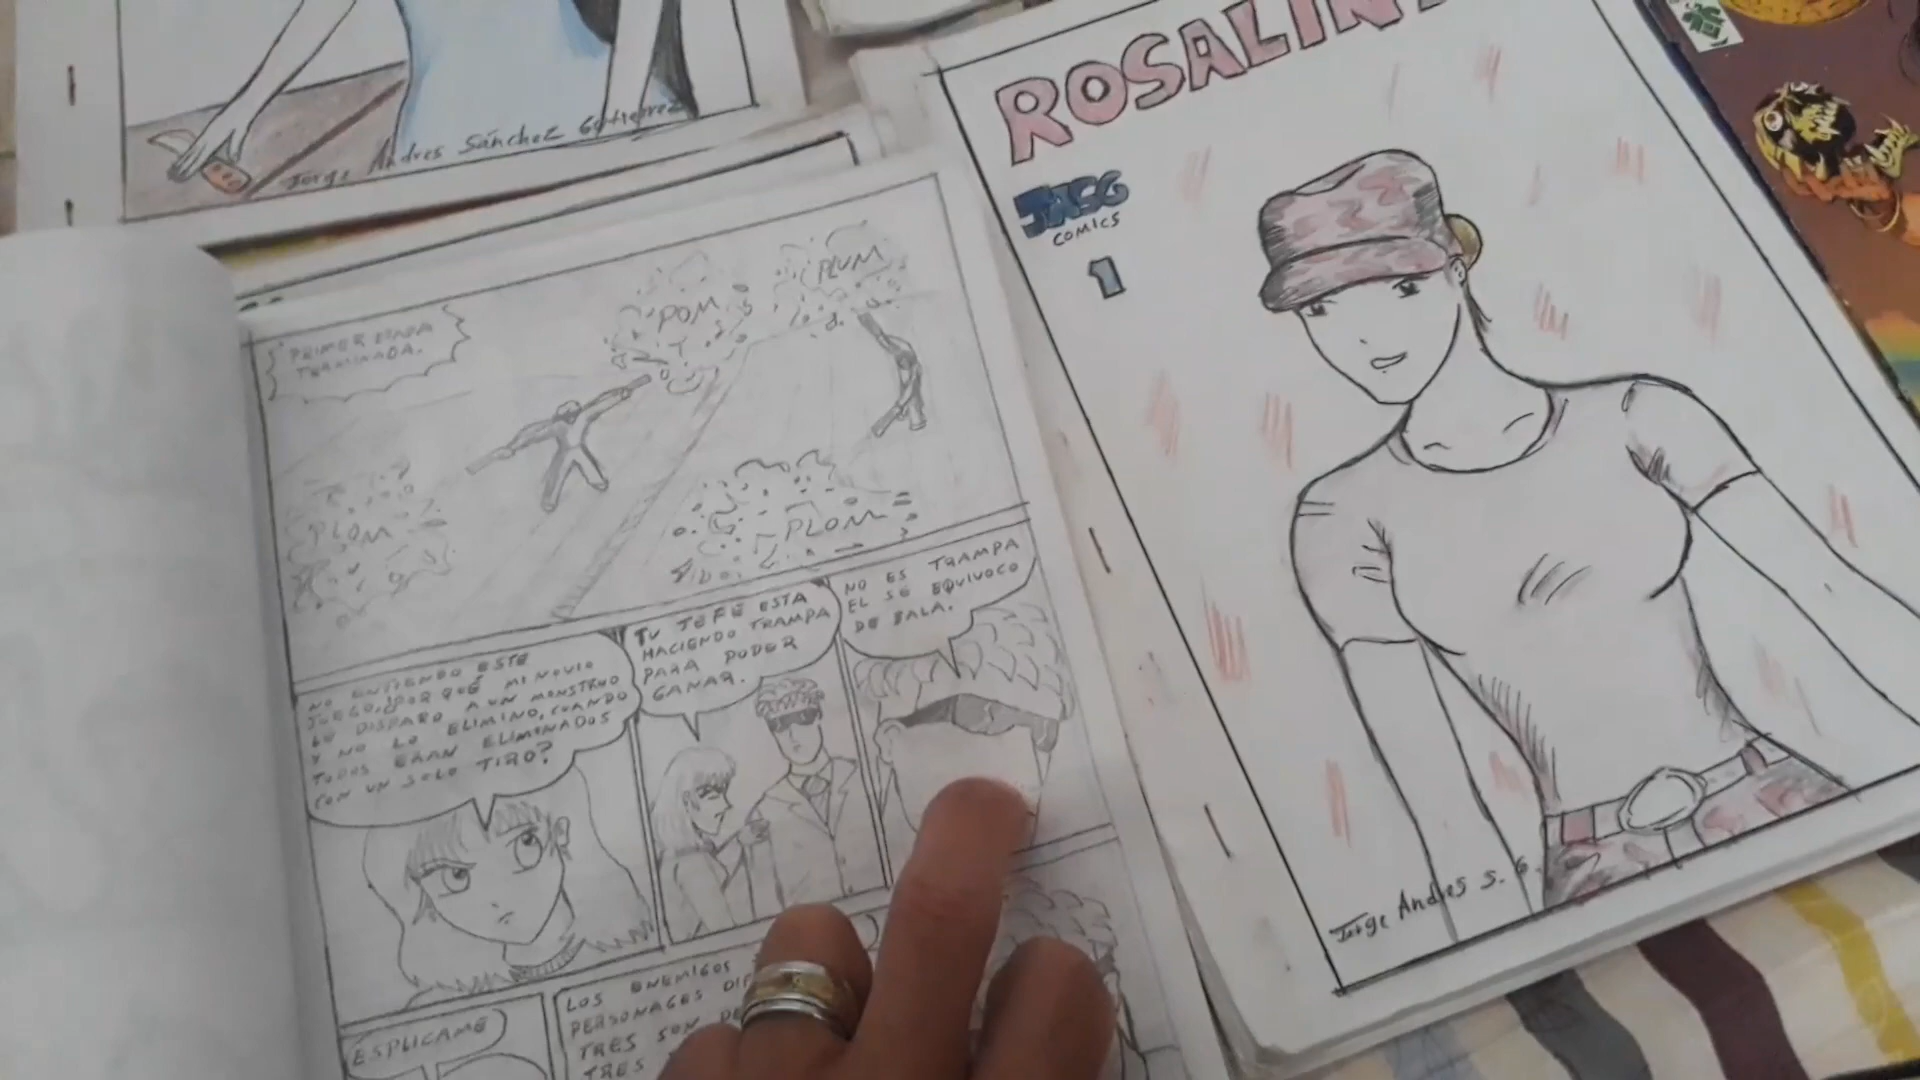 Jorge Andres Sánchez Gutierrez
PRIMER ETAPA
TERMINADA.
POM
PLUM
PLOM
PLOM
NO ENTIENDO ESTE
JUEGO, ¿POR QUÉ MI NOVIO
LE DISPARO A UN MONSTRUO
Y NO LO ELIMINO, CUANDO
TODOS ERAN ELIMINADOS
CON UN SOLO TIRO?
TU JEFE ESTA
HACIENDO TRAMPA
PARA PODER
GANAR.
NO ES TRAMPA
EL SE EQUIVOCO
DE BALA.
ESPLICAME
LOS ENEMIGOS
PERSONAGES
TRES SON DE
TRES
JASG
COMICS
1
Jorge Andres S. G.